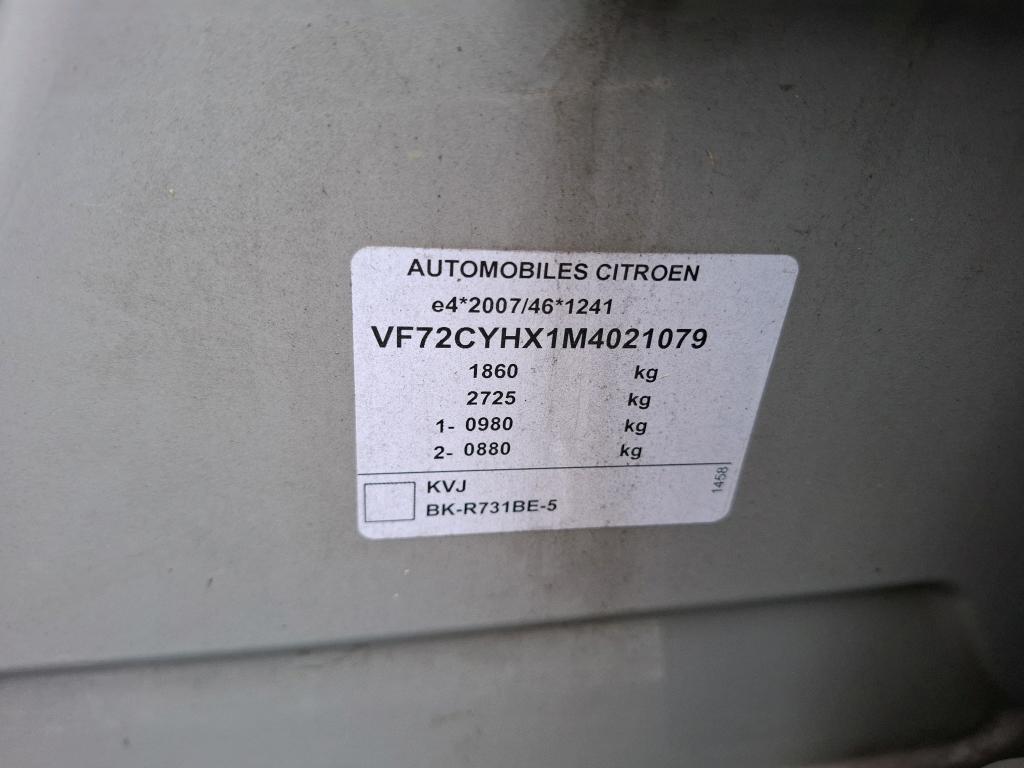 AUTOMOBILES CITROEN
e4*2007/46*1241
VF72CYHX1M4021079
1860 kg
2725 kg
1- 0980 kg
2- 0880 kg
KVJ
BK-R731BE-5
1458